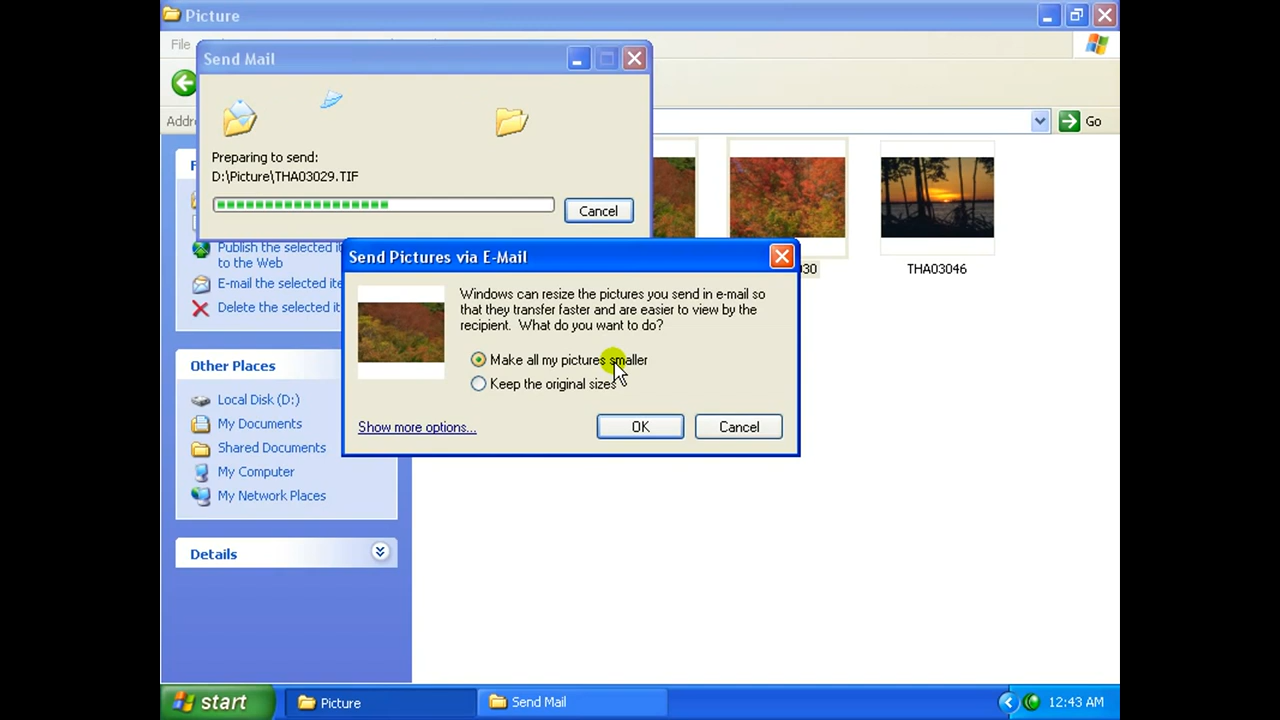 Picture
File
Send Mail
Addre
Go
Preparing to send:
D:\Picture\THA03029.TIF
Cancel
F
Publish the selected it
to the Web
E-mail the selected ite
Delete the selected it
Send Pictures via E-Mail
Windows can resize the pictures you send in e-mail so
that they transfer faster and are easier to view by the
recipient. What do you want to do?
Make all my pictures smaller
Keep the original sizes
Show more options...
OK
Cancel
030
THA03046
Other Places
Local Disk (D:)
My Documents
Shared Documents
My Computer
My Network Places
Details
start
Picture
Send Mail
12:43 AM